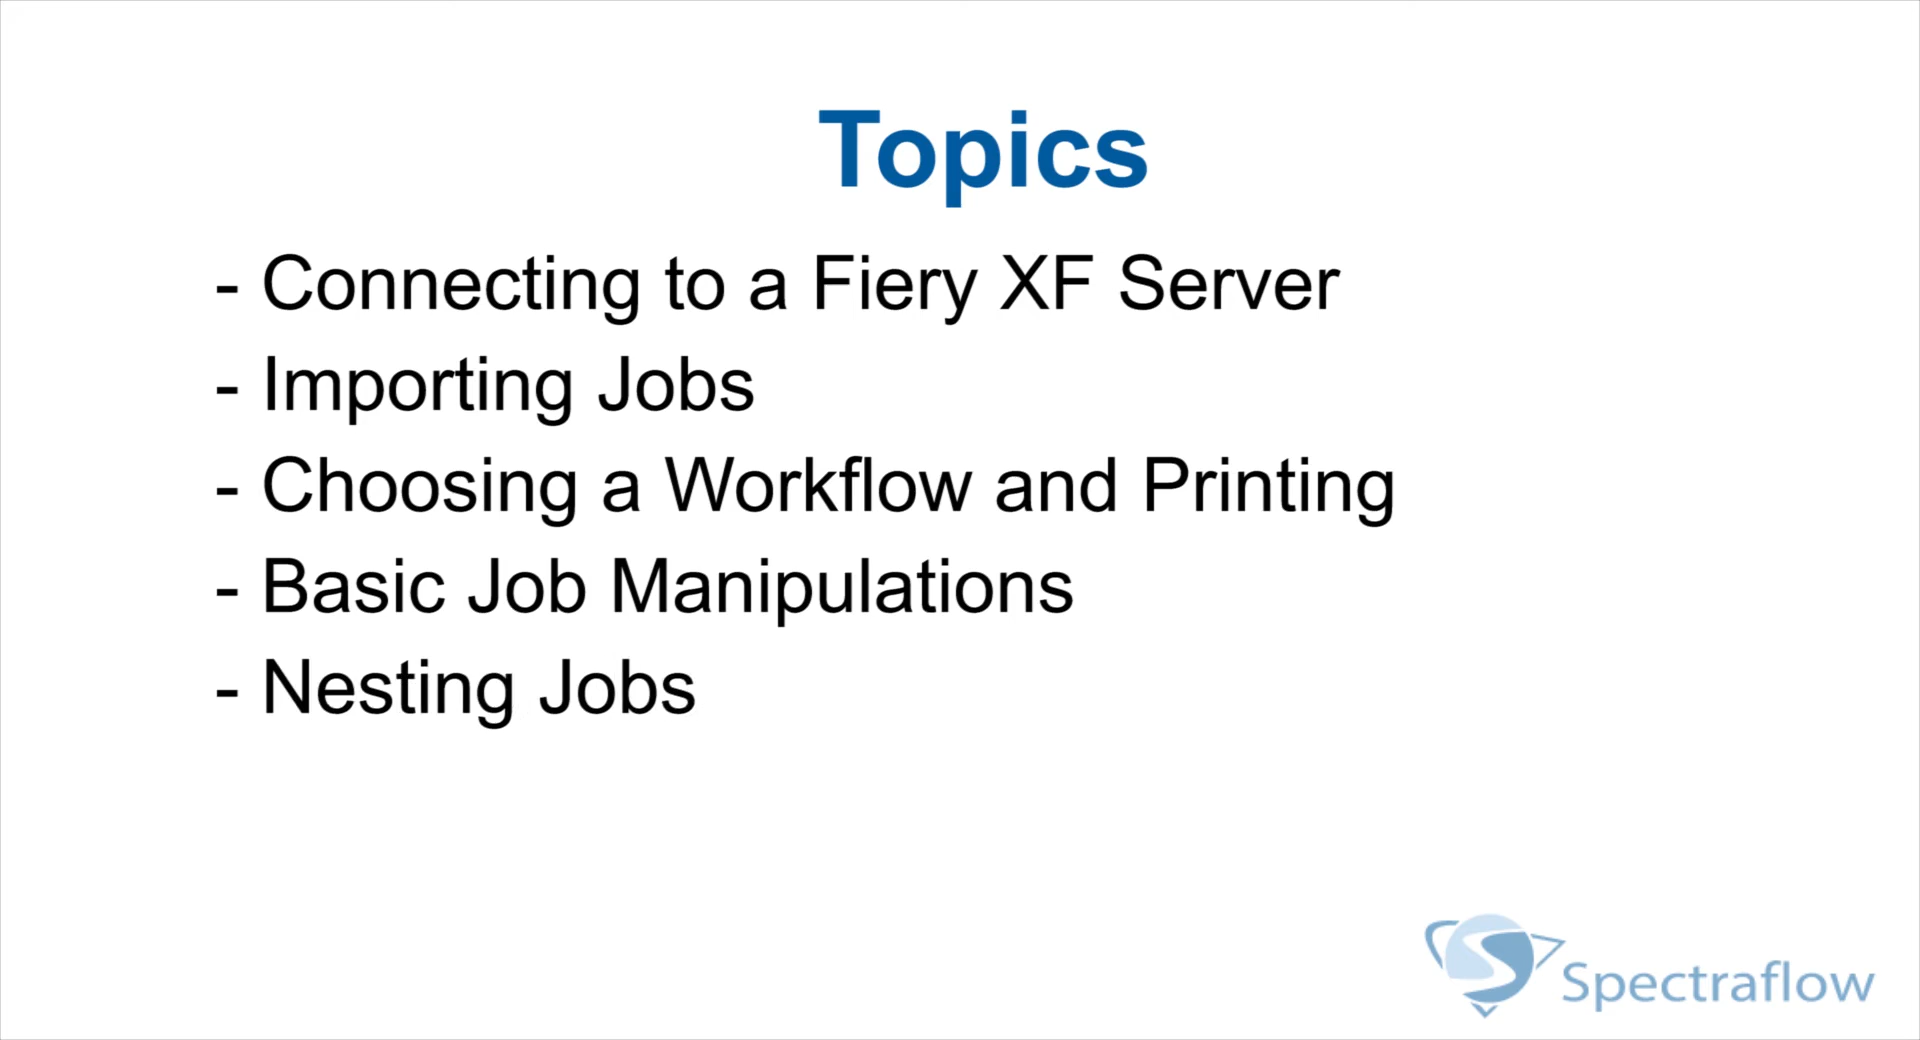 Topics
- Connecting to a Fiery XF Server
- Importing Jobs
- Choosing a Workflow and Printing
- Basic Job Manipulations
- Nesting Jobs
Spectraflow